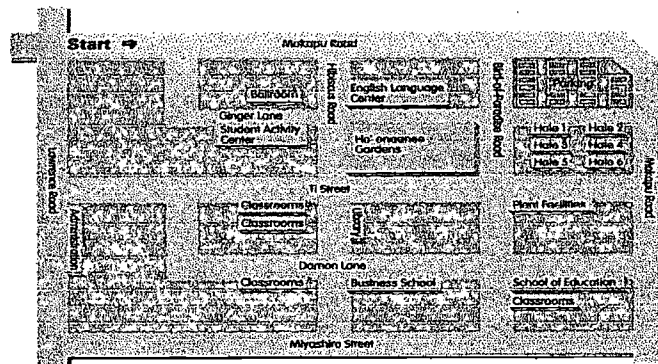 Start ⇒
Makapu Road
Parking
Ballroom
Hibiscus Road
English Language
Center
Bird-of-Paradise Road
Ginger Lane
Student Activity
Center
Gardens
Hale 1
Hale 2
Hale 3
Hale 4
Hale 5
Hale 6
Lawrence Road
Ti Street
Makapu Road
Classrooms
Classrooms
Library
Plant Facilities
Administration
Damon Lane
Classrooms
Business School
School of Education
Classrooms
Miyashiro Street